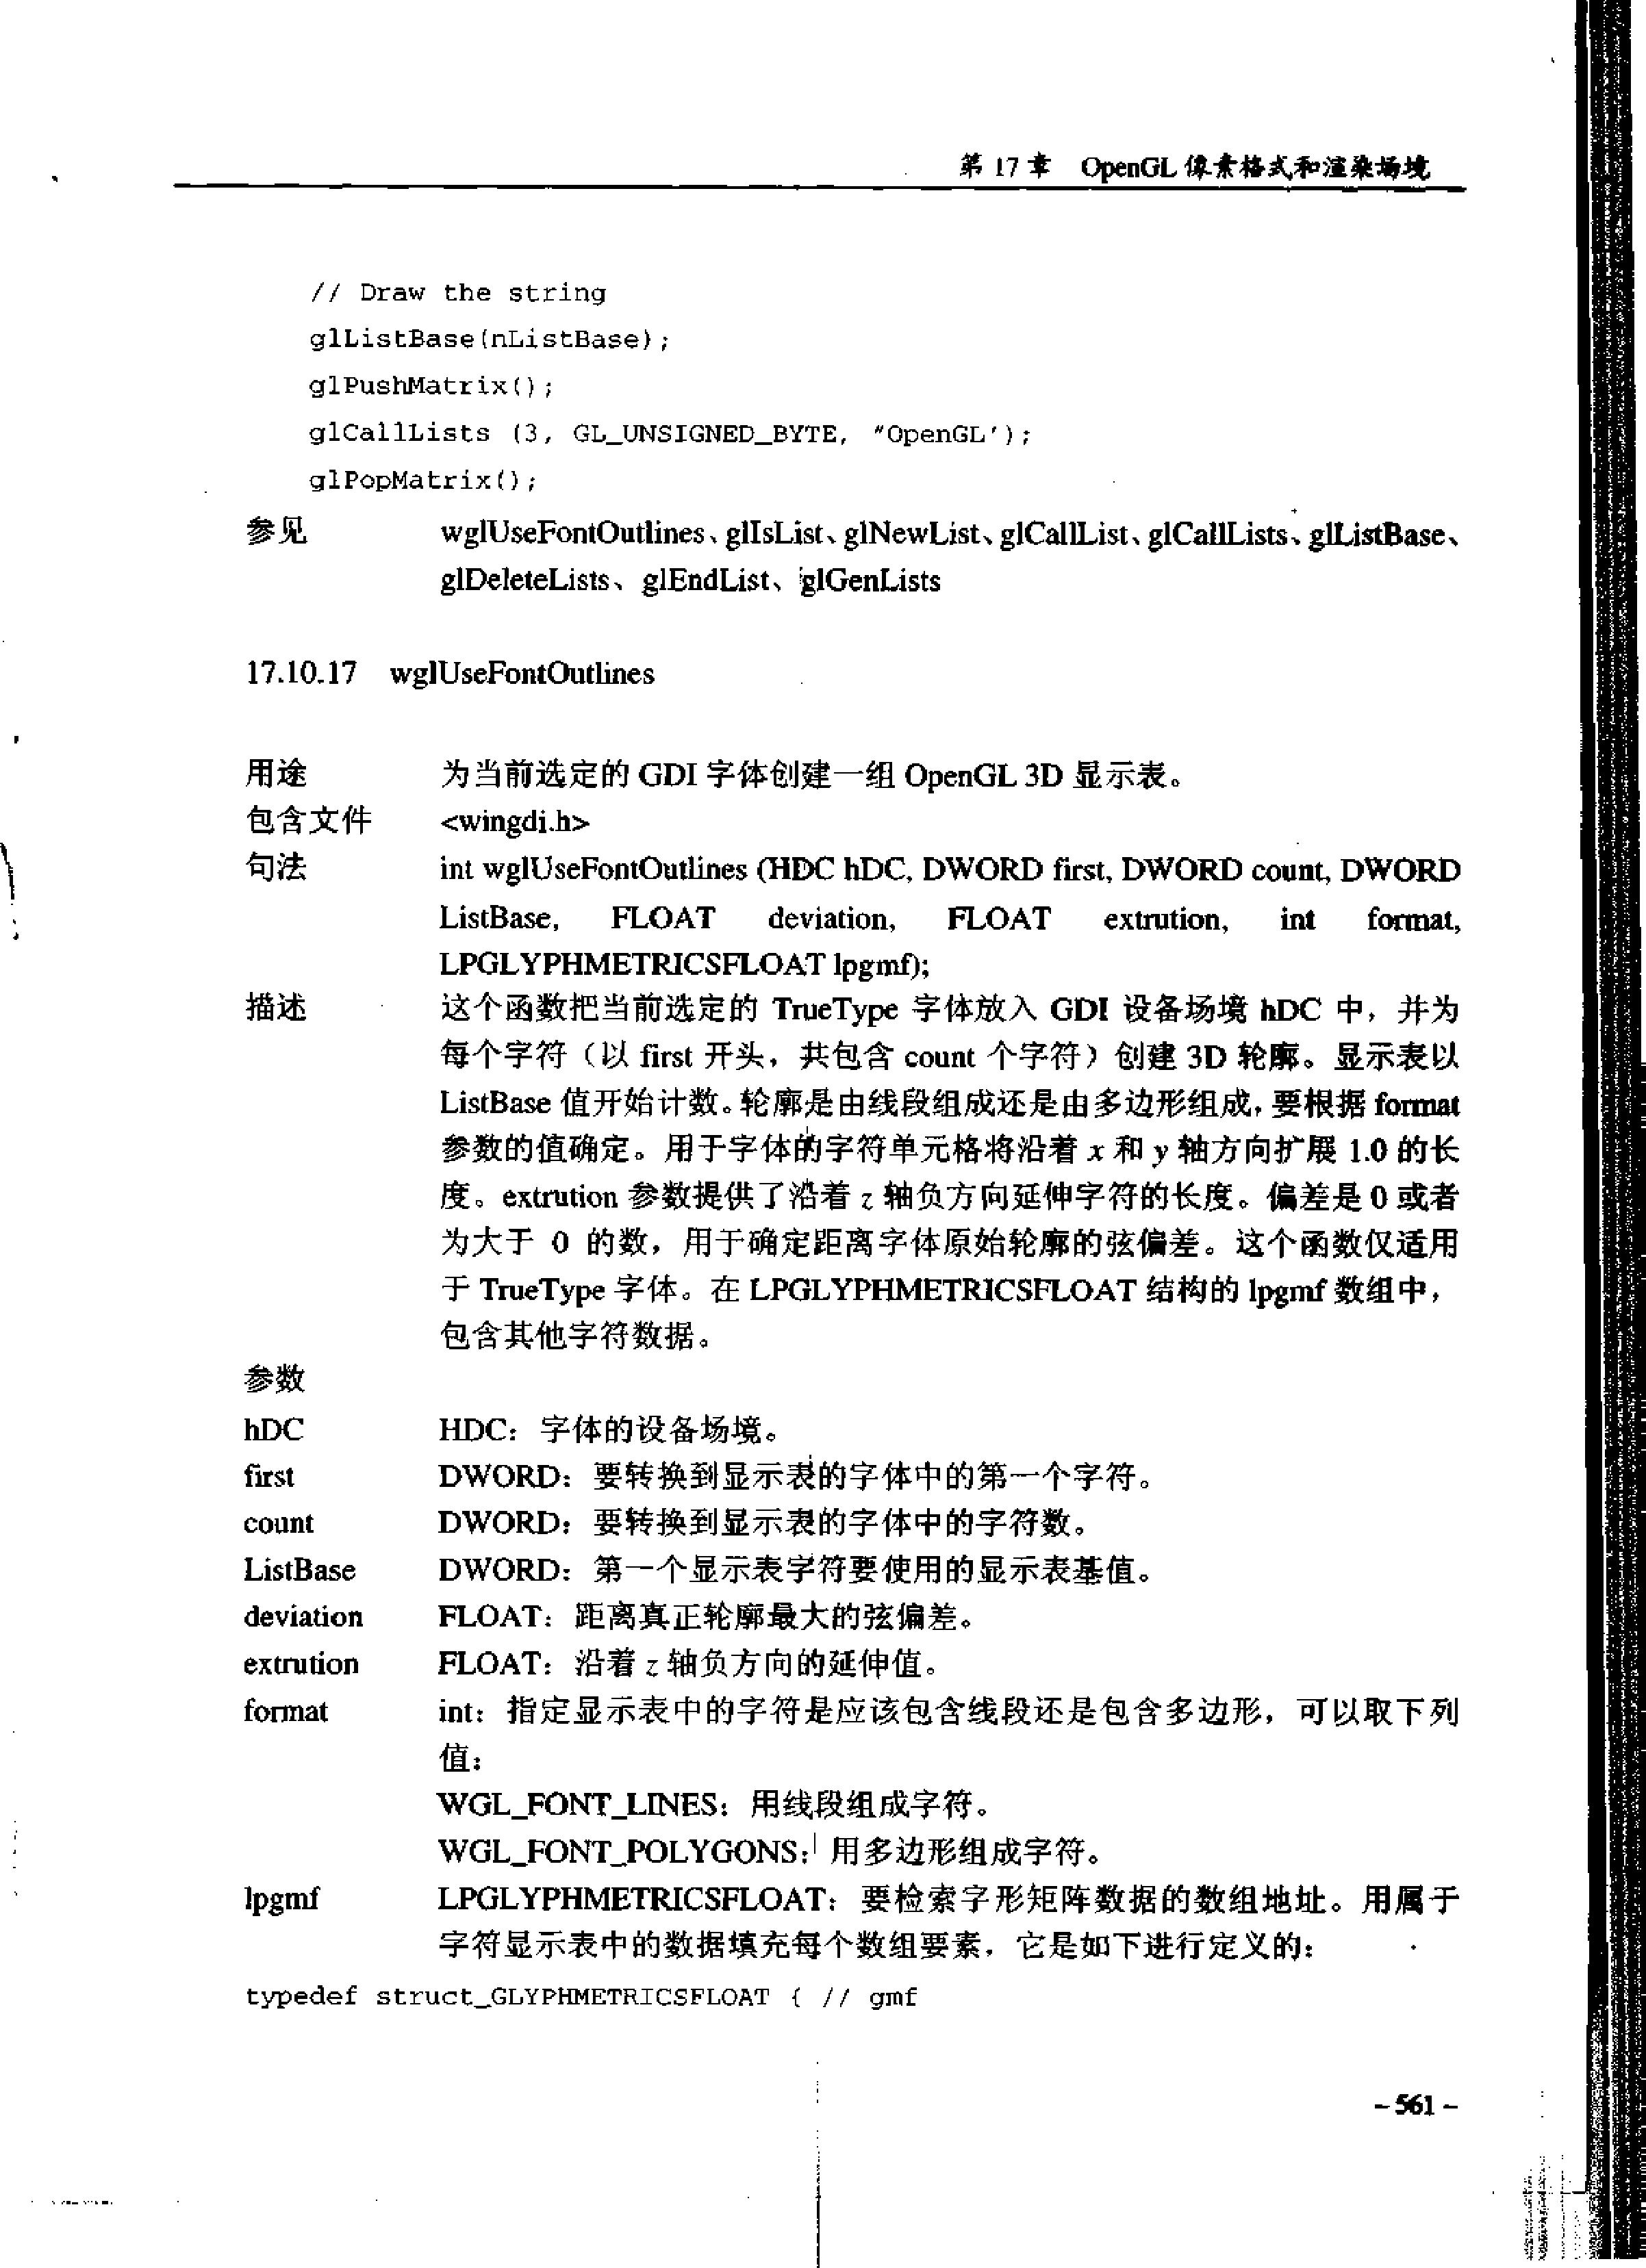 第 17 章 OpenGL 像素格式和渲染场境
// Draw the string
glListBase(nListBase);
glPushMatrix();
glCallLists (3, GL_UNSIGNED_BYTE, "OpenGL');
glPopMatrix();
参见 wglUseFontOutlines、glIsList、glNewList、glCallList、glCallLists、glListBase、
glDeleteLists、glEndList、glGenLists
17.10.17 wglUseFontOutlines
用途 为当前选定的 GDI 字体创建一组 OpenGL 3D 显示表。
包含文件 <wingdi.h>
句法 int wglUseFontOutlines (HDC hDC, DWORD first, DWORD count, DWORD
ListBase, FLOAT deviation, FLOAT extrution, int format,
LPGLYPHMETRICSFLOAT lpgmf);
描述 这个函数把当前选定的 TrueType 字体放入 GDI 设备场境 hDC 中，并为
每个字符（以 first 开头，共包含 count 个字符）创建 3D 轮廓。显示表以
ListBase 值开始计数。轮廓是由线段组成还是由多边形组成，要根据 format
参数的值确定。用于字体的字符单元格将沿着 x 和 y 轴方向扩展 1.0 的长
度。extrution 参数提供了沿着 z 轴负方向延伸字符的长度。偏差是 0 或者
为大于 0 的数，用于确定距离字体原始轮廓的弦偏差。这个函数仅适用
于 TrueType 字体。在 LPGLYPHMETRICSFLOAT 结构的 lpgmf 数组中，
包含其他字符数据。
参数
hDC HDC：字体的设备场境。
first DWORD：要转换到显示表的字体中的第一个字符。
count DWORD：要转换到显示表的字体中的字符数。
ListBase DWORD：第一个显示表字符要使用的显示表基值。
deviation FLOAT：距离真正轮廓最大的弦偏差。
extrution FLOAT：沿着 z 轴负方向的延伸值。
format int：指定显示表中的字符是应该包含线段还是包含多边形，可以取下列
值：
WGL_FONT_LINES：用线段组成字符。
WGL_FONT_POLYGONS：用多边形组成字符。
lpgmf LPGLYPHMETRICSFLOAT：要检索字形矩阵数据的数组地址。用属于
字符显示表中的数据填充每个数组要素，它是如下进行定义的：
typedef struct_GLYPHMETRICSFLOAT { // gmf
－561－